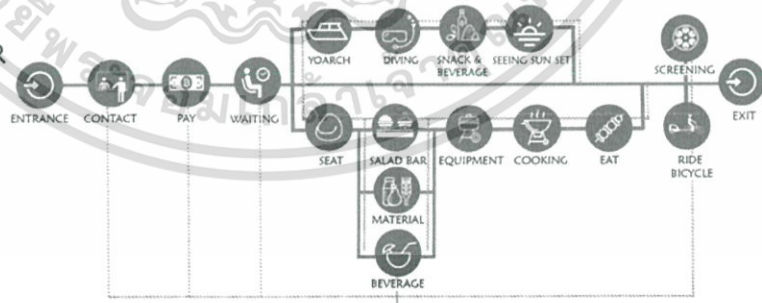 YOARCH DIVING SNACK & BEVERAGE SEEING SUN SET SCREENING
ENTRANCE CONTACT PAY WAITING EXIT
SEAT SALAD BAR EQUIPMENT COOKING EAT RIDE BICYCLE
MATERIAL
BEVERAGE